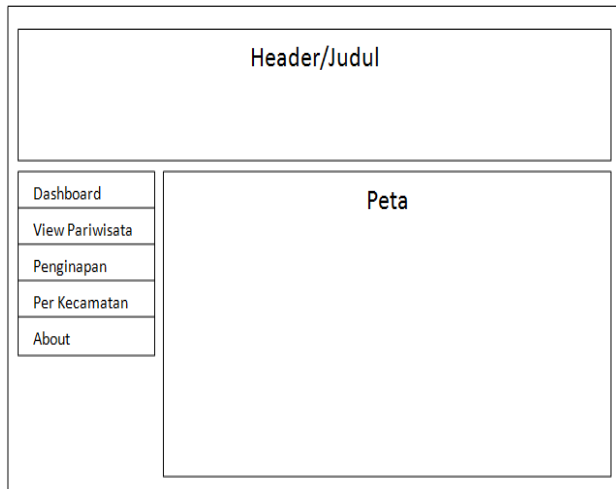 Header/Judul
Dashboard
View Pariwisata
Penginapan
Per Kecamatan
About
Peta